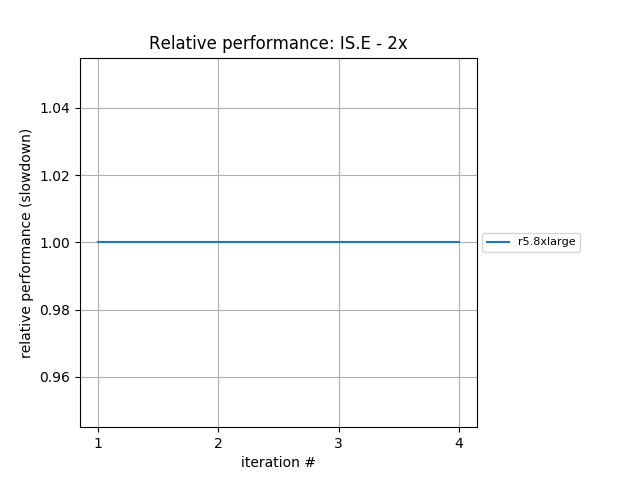 Relative performance: IS.E - 2x
relative performance (slowdown)
1.04
1.02
1.00
0.98
0.96
r5.8xlarge
1 2 3 4
iteration #